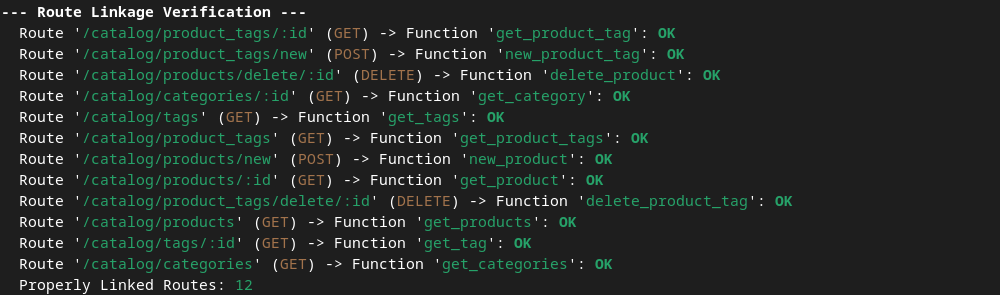 --- Route Linkage Verification ---
Route '/catalog/product_tags/:id' (GET) -> Function 'get_product_tag': OK
Route '/catalog/product_tags/new' (POST) -> Function 'new_product_tag': OK
Route '/catalog/products/delete/:id' (DELETE) -> Function 'delete_product': OK
Route '/catalog/categories/:id' (GET) -> Function 'get_category': OK
Route '/catalog/tags' (GET) -> Function 'get_tags': OK
Route '/catalog/product_tags' (GET) -> Function 'get_product_tags': OK
Route '/catalog/products/new' (POST) -> Function 'new_product': OK
Route '/catalog/products/:id' (GET) -> Function 'get_product': OK
Route '/catalog/product_tags/delete/:id' (DELETE) -> Function 'delete_product_tag': OK
Route '/catalog/products' (GET) -> Function 'get_products': OK
Route '/catalog/tags/:id' (GET) -> Function 'get_tag': OK
Route '/catalog/categories' (GET) -> Function 'get_categories': OK
Properly Linked Routes: 12